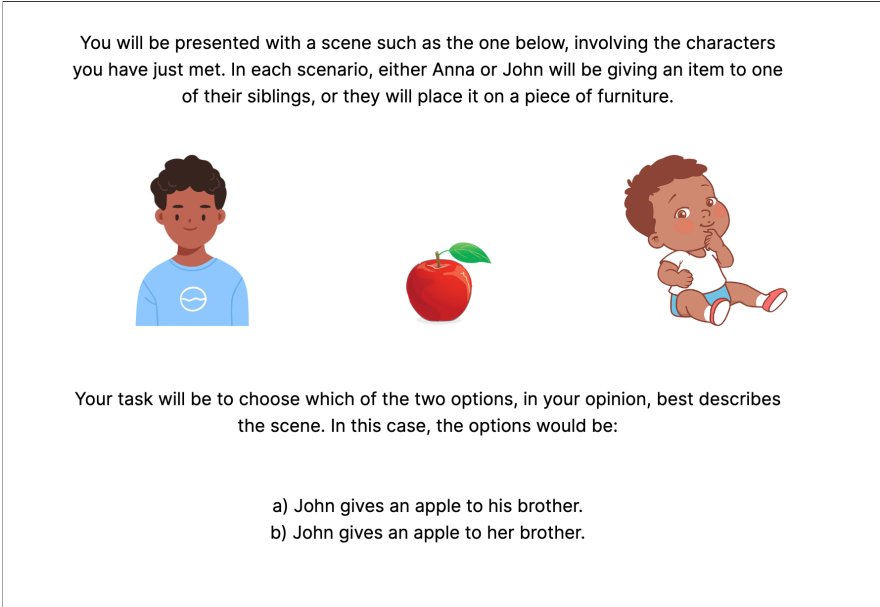 You will be presented with a scene such as the one below, involving the characters
you have just met. In each scenario, either Anna or John will be giving an item to one
of their siblings, or they will place it on a piece of furniture.
Your task will be to choose which of the two options, in your opinion, best describes
the scene. In this case, the options would be:
a) John gives an apple to his brother.
b) John gives an apple to her brother.